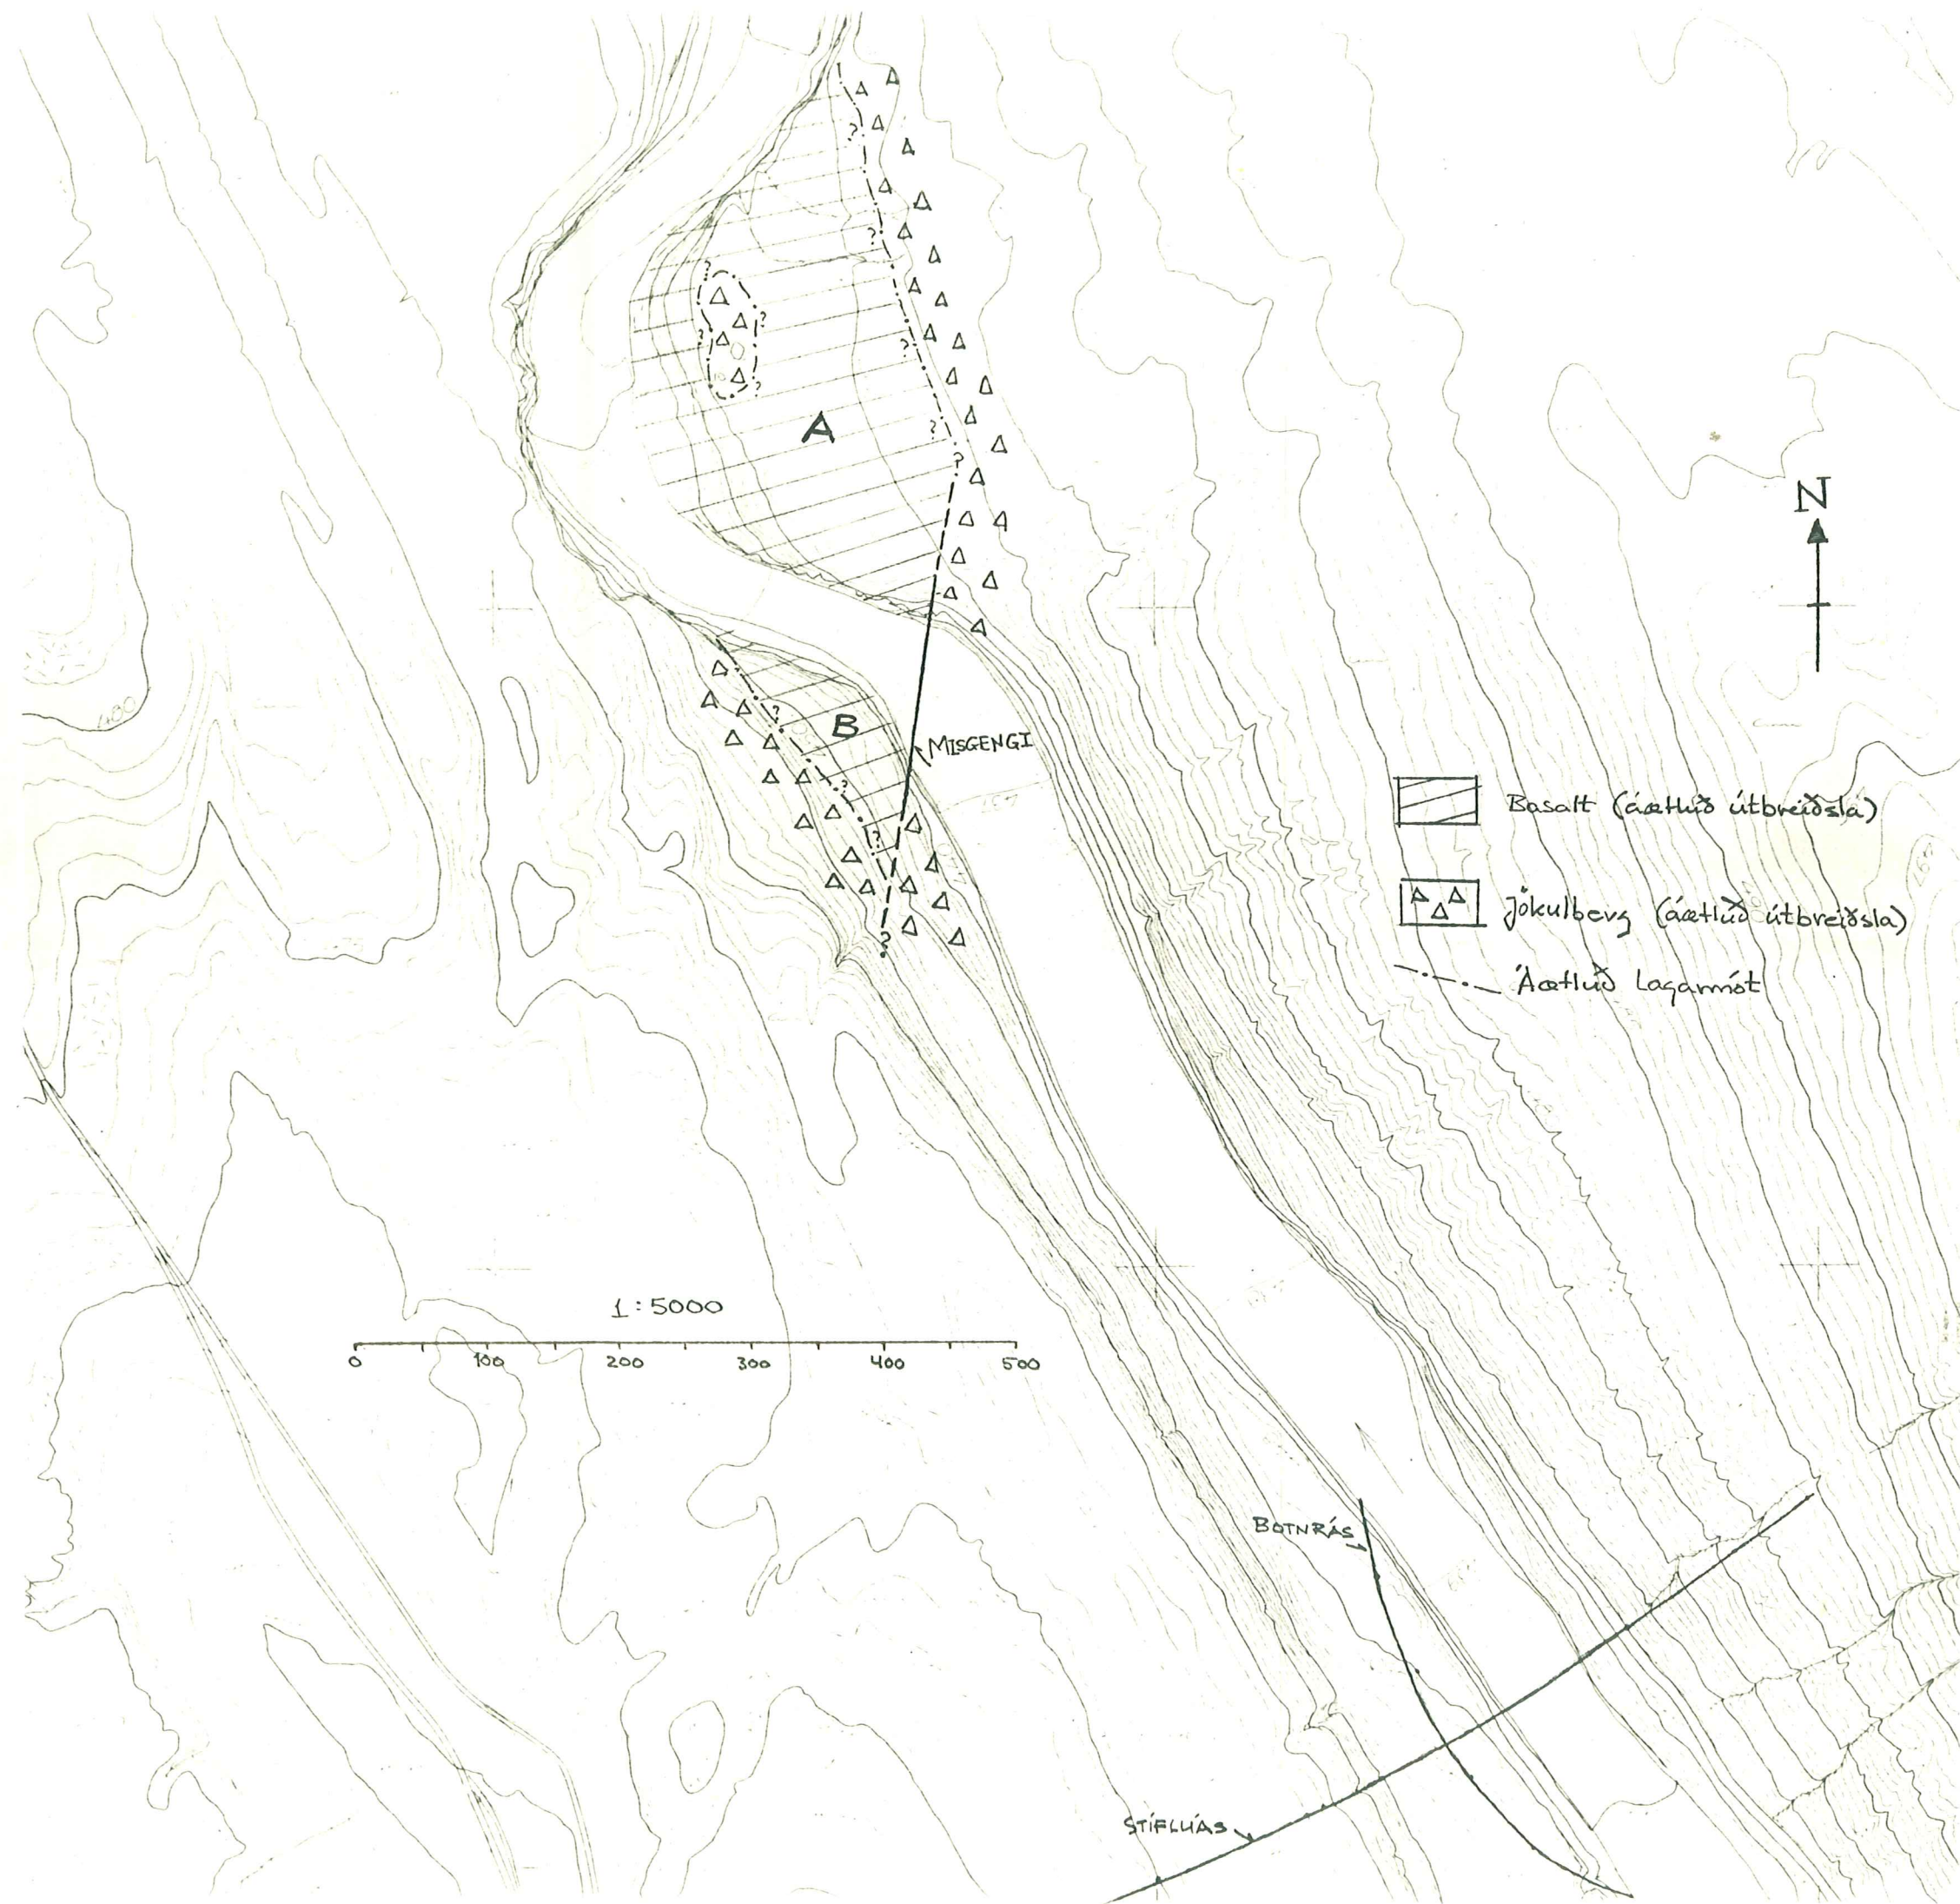 ?
?
?
?
?
?
?
?
?
A
N
B
?
MISGENGI
?
?
?
400
Basalt (áætluð útbreiðsla)
Jökulberg (áætluð útbreiðsla)
Áætluð Lagamót
1:5000
0 100 200 300 400 500
BOTNRÁS
STÍFLUÁS